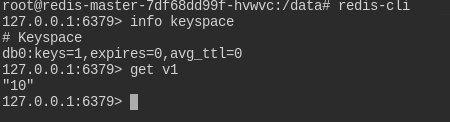 root@redis-master-7df68dd99f-hvwvc:/data# redis-cli
127.0.0.1:6379> info keyspace
# Keyspace
db0:keys=1,expires=0,avg_ttl=0
127.0.0.1:6379> get v1
"10"
127.0.0.1:6379>